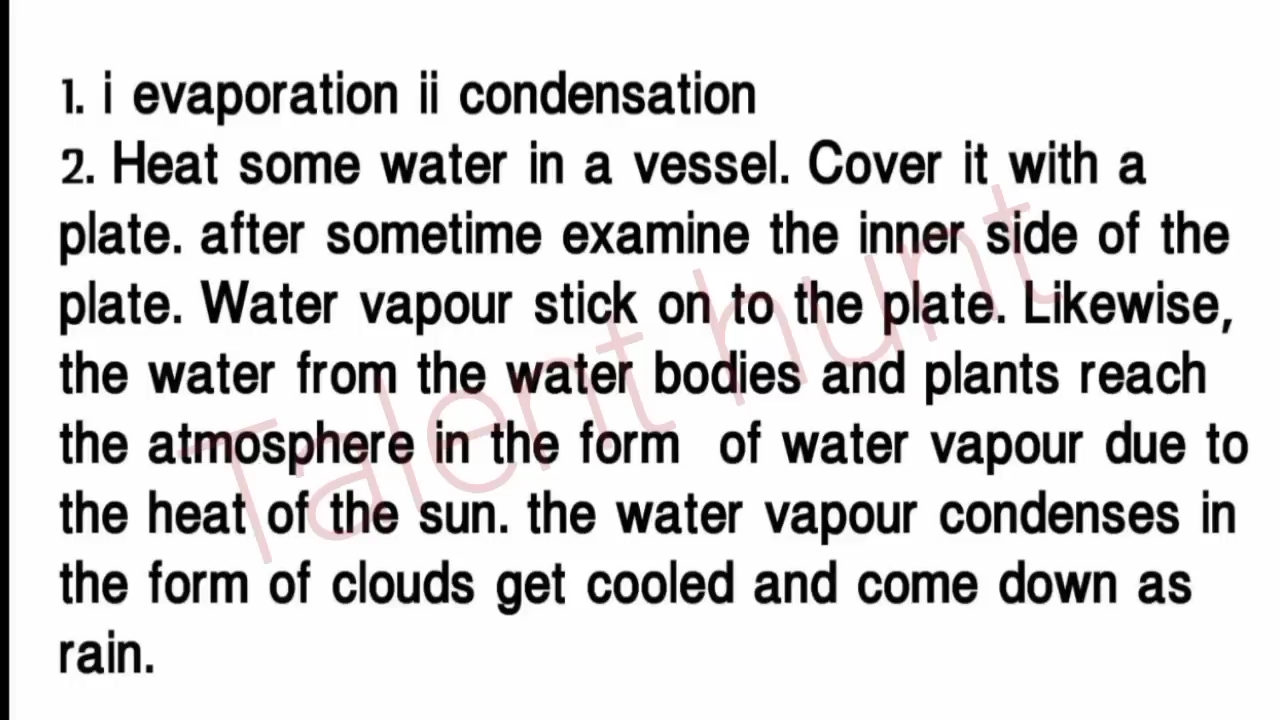 1. i evaporation ii condensation
2. Heat some water in a vessel. Cover it with a
plate. after sometime examine the inner side of the
plate. Water vapour stick on to the plate. Likewise,
the water from the water bodies and plants reach
the atmosphere in the form of water vapour due to
the heat of the sun. the water vapour condenses in
the form of clouds get cooled and come down as
rain.
Talent hunt